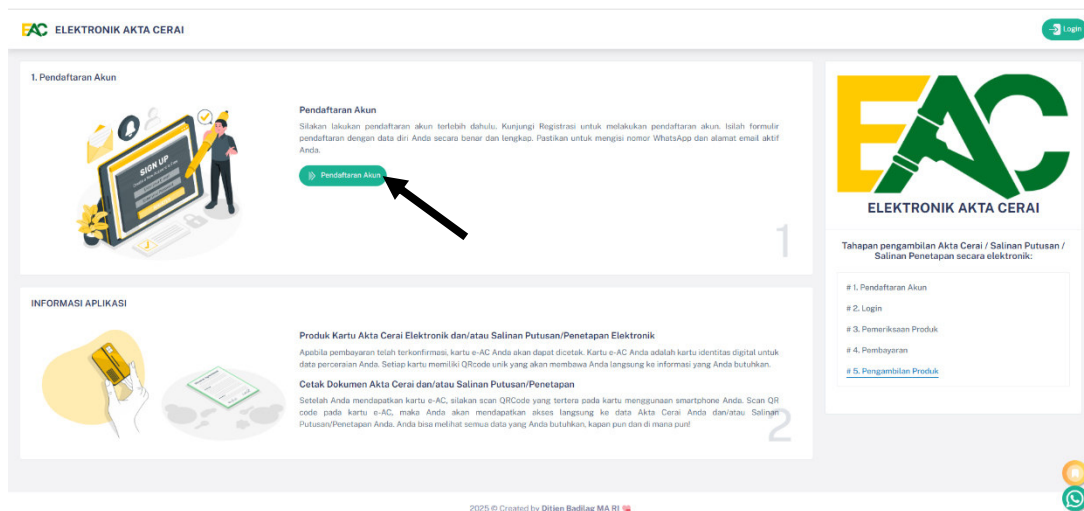 EAC ELEKTRONIK AKTA CERAI
Login
1. Pendaftaran Akun
SIGN UP
Pendaftaran Akun
Silakan lakukan pendaftaran akun terlebih dahulu. Kunjungi Registrasi untuk melakukan pendaftaran akun. Isilah formulir
pendaftaran dengan data diri Anda secara benar dan lengkap. Pastikan untuk mengisi nomor WhatsApp dan alamat email aktif
Anda.
Pendaftaran Akun
1
INFORMASI APLIKASI
Produk Kartu Akta Cerai Elektronik dan/atau Salinan Putusan/Penetapan Elektronik
Apabila pembayaran telah terkonfirmasi, kartu e-AC Anda akan dapat dicetak. Kartu e-AC Anda adalah kartu identitas digital untuk
data perceraian Anda. Setiap kartu memiliki QRcode unik yang akan membawa Anda langsung ke informasi yang Anda butuhkan.
Cetak Dokumen Akta Cerai dan/atau Salinan Putusan/Penetapan
Setelah Anda mendapatkan kartu e-AC, silakan scan QRCode yang tertera pada kartu menggunaan smartphone Anda. Scan QR
code pada kartu e-AC, maka Anda akan mendapatkan akses langsung ke data Akta Cerai Anda dan/atau Salinan
Putusan/Penetapan Anda. Anda bisa melihat semua data yang Anda butuhkan, kapan pun dan di mana pun!
2
EAC
ELEKTRONIK AKTA CERAI
Tahapan pengambilan Akta Cerai / Salinan Putusan /
Salinan Penetapan secara elektronik:
# 1. Pendaftaran Akun
# 2. Login
# 3. Pemeriksaan Produk
# 4. Pembayaran
# 5. Pengambilan Produk
2025 © Created by Ditjen Badilag MA RI